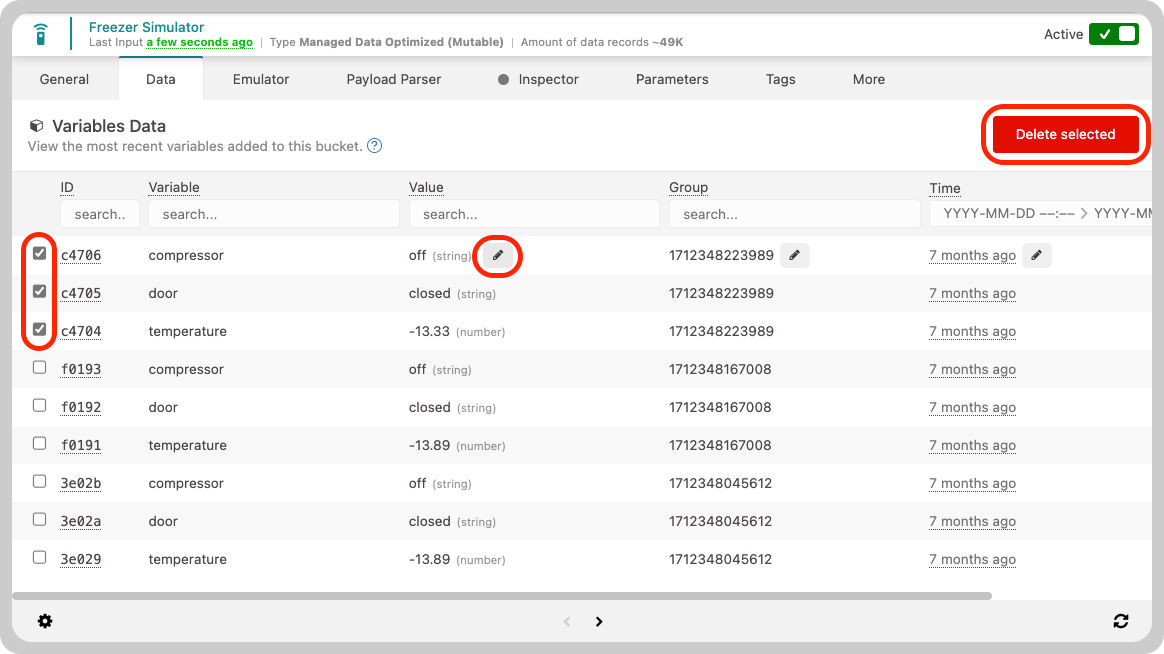 Freezer Simulator
Last Input a few seconds ago | Type Managed Data Optimized (Mutable) | Amount of data records ~49K
Active
General Data Emulator Payload Parser Inspector Parameters Tags More
Variables Data
View the most recent variables added to this bucket. ?
Delete selected
ID Variable Value Group Time
search.. search... search... search... YYYY-MM-DD --:-- > YYYY-MM
c4706 compressor off (string) 1712348223989 7 months ago
c4705 door closed (string) 1712348223989 7 months ago
c4704 temperature -13.33 (number) 1712348223989 7 months ago
f0193 compressor off (string) 1712348167008 7 months ago
f0192 door closed (string) 1712348167008 7 months ago
f0191 temperature -13.89 (number) 1712348167008 7 months ago
3e02b compressor off (string) 1712348045612 7 months ago
3e02a door closed (string) 1712348045612 7 months ago
3e029 temperature -13.89 (number) 1712348045612 7 months ago